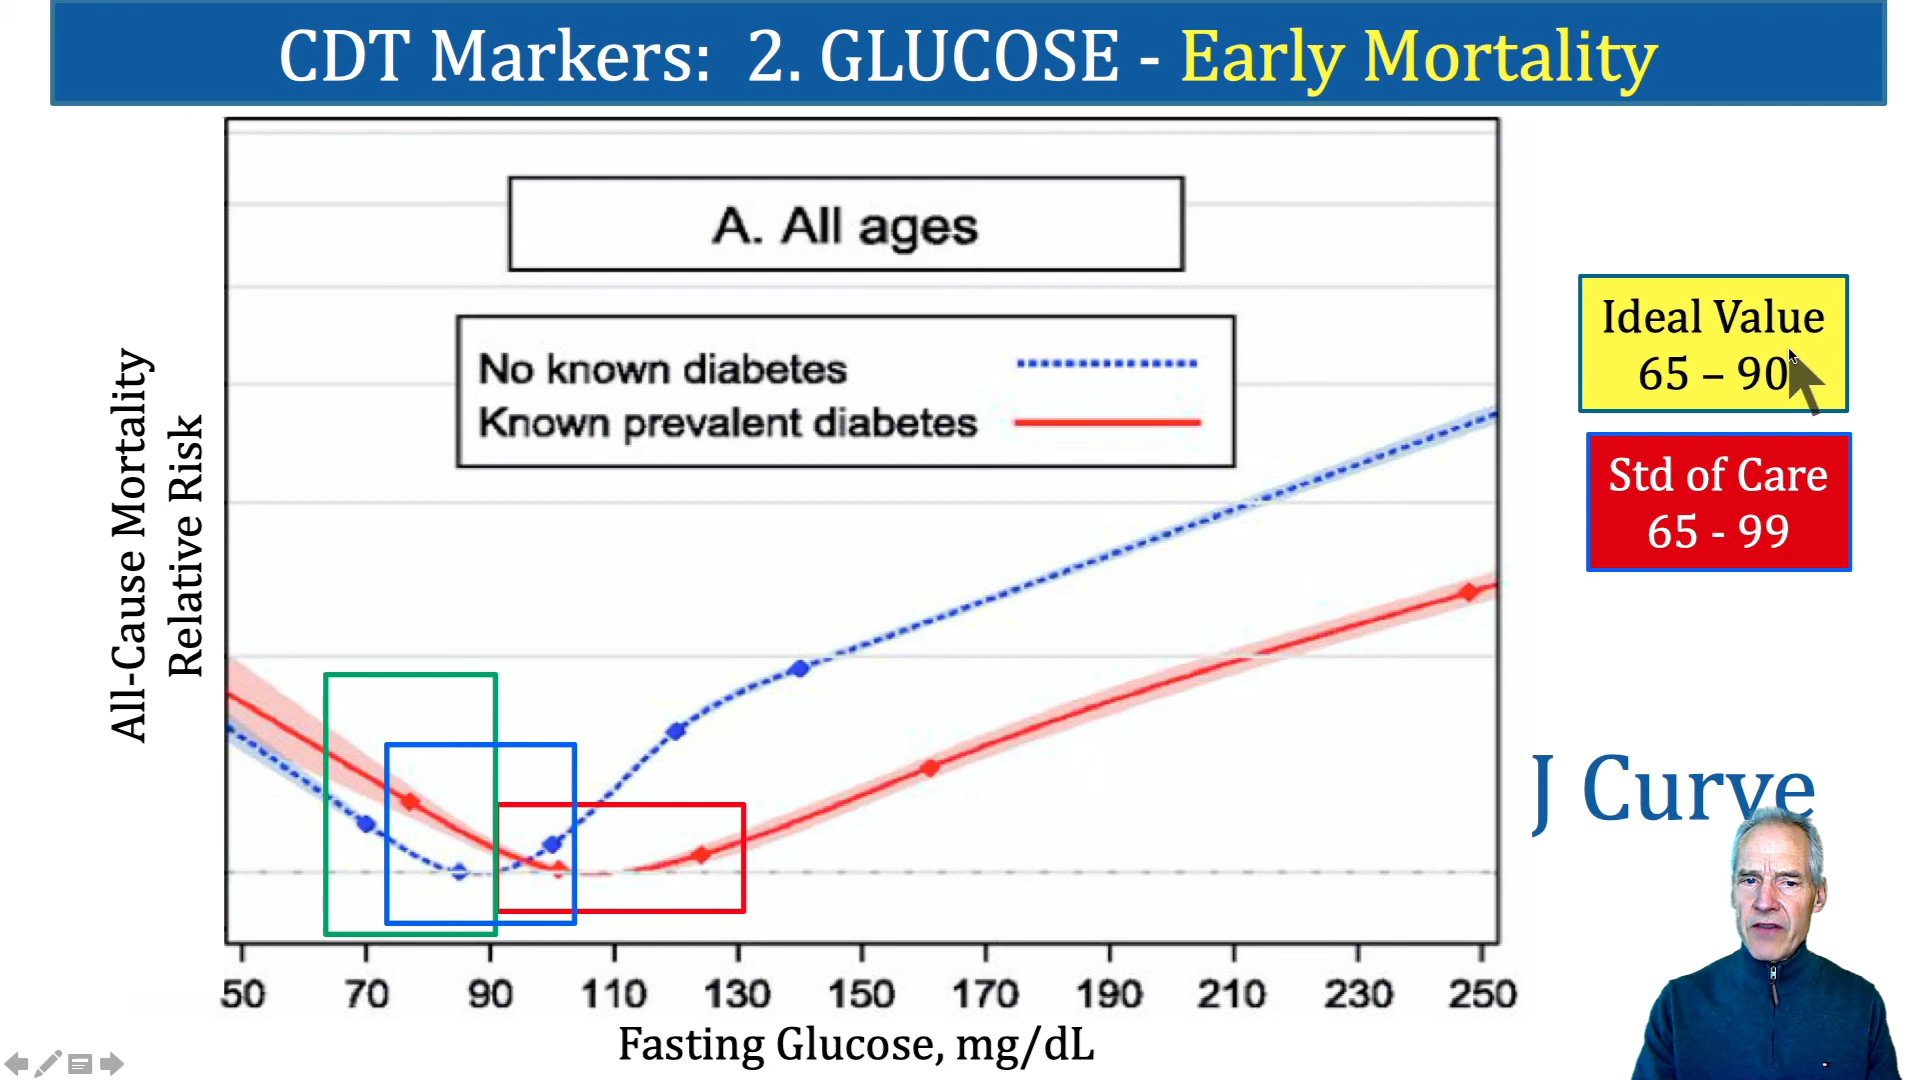 CDT Markers: 2. GLUCOSE - Early Mortality
A. All ages
No known diabetes
Known prevalent diabetes
All-Cause Mortality
Relative Risk
Ideal Value
65 – 90
Std of Care
65 - 99
J Curve
50 70 90 110 130 150 170 190 210 230 250
Fasting Glucose, mg/dL